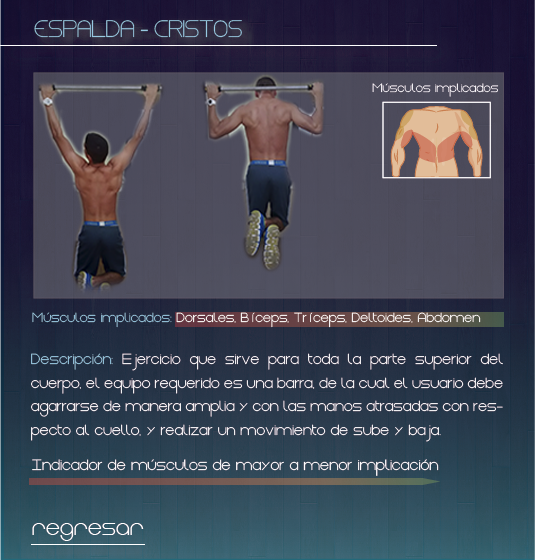 ESPALDA - CRISTOS
Músculos implicados
Músculos implicados: Dorsales, Bíceps, Tríceps, Deltoides, Abdomen
Descripción: Ejercicio que sirve para toda la parte superior del
cuerpo, el equipo requerido es una barra, de la cual el usuario debe
agarrarse de manera amplia y con las manos atrasadas con res-
pecto al cuello, y realizar un movimiento de sube y baja.
Indicador de músculos de mayor a menor implicación
regresar